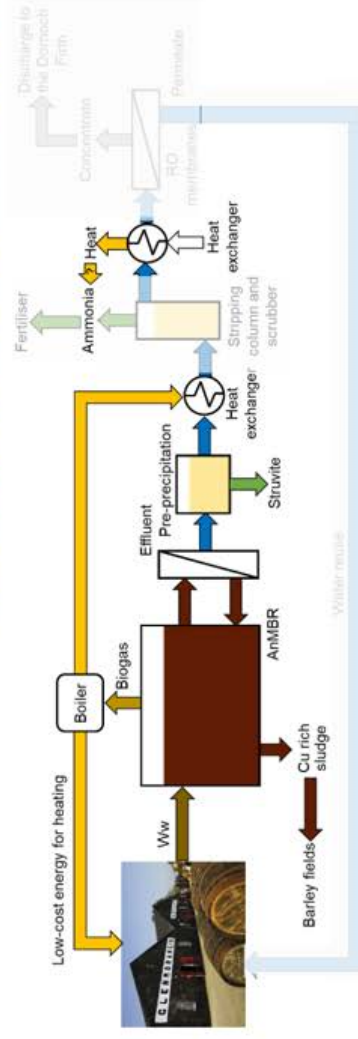 Low-cost energy for heating
Boiler
Biogas
Ww
Barley fields
Cu rich
sludge
AnMBR
Effluent
Pre-precipitation
Struvite
Heat
exchanger
Stripping
column and
scrubber
Fertiliser
Ammonia
?
Heat
Heat
exchanger
RO
membranes
Permeate
Concentrate
Discharge to
the Dornoch
Firth
Water reuse